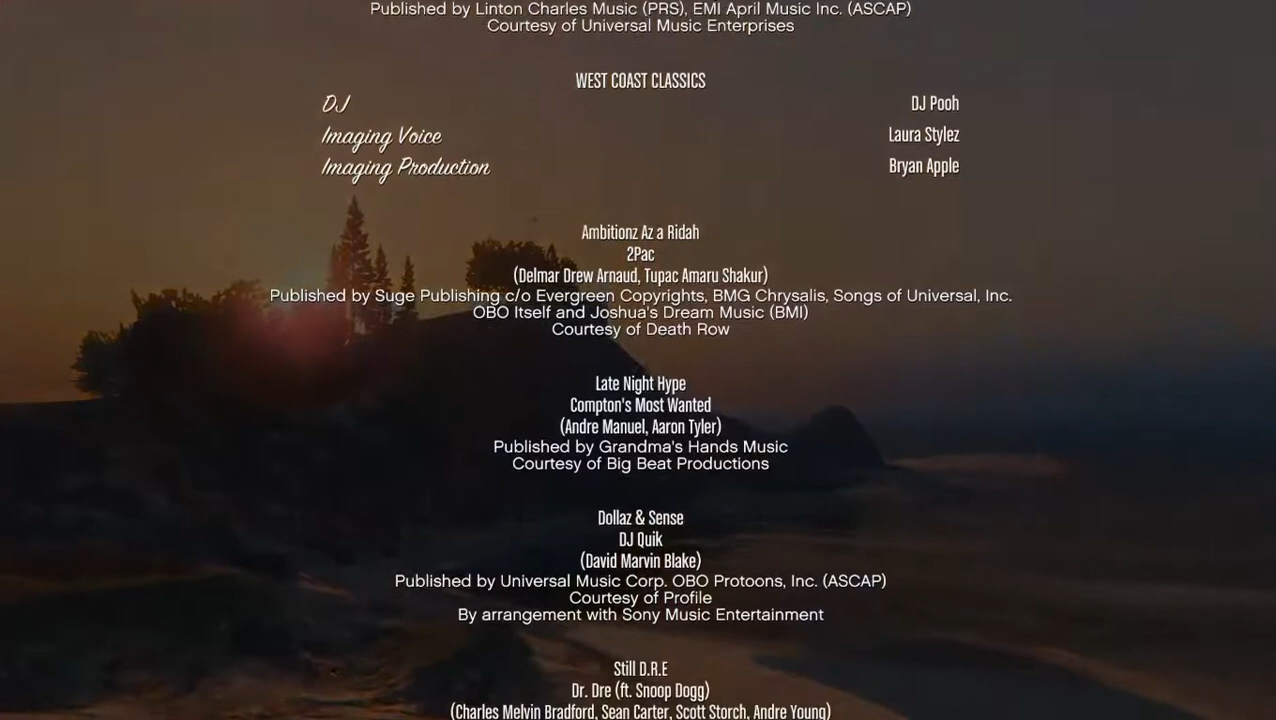 Published by Linton Charles Music (PRS), EMI April Music Inc. (ASCAP)
Courtesy of Universal Music Enterprises
WEST COAST CLASSICS
DJ DJ Pooh
Imaging Voice Laura Stylez
Imaging Production Bryan Apple
Ambitionz Az a Ridah
2Pac
(Delmar Drew Arnaud, Tupac Amaru Shakur)
Published by Suge Publishing c/o Evergreen Copyrights, BMG Chrysalis, Songs of Universal, Inc.
OBO Itself and Joshua's Dream Music (BMI)
Courtesy of Death Row
Late Night Hype
Compton's Most Wanted
(Andre Manuel, Aaron Tyler)
Published by Grandma's Hands Music
Courtesy of Big Beat Productions
Dollaz & Sense
DJ Quik
(David Marvin Blake)
Published by Universal Music Corp. OBO Protoons, Inc. (ASCAP)
Courtesy of Profile
By arrangement with Sony Music Entertainment
Still D.R.E
Dr. Dre (ft. Snoop Dogg)
(Charles Melvin Bradford, Sean Carter, Scott Storch, Andre Young)